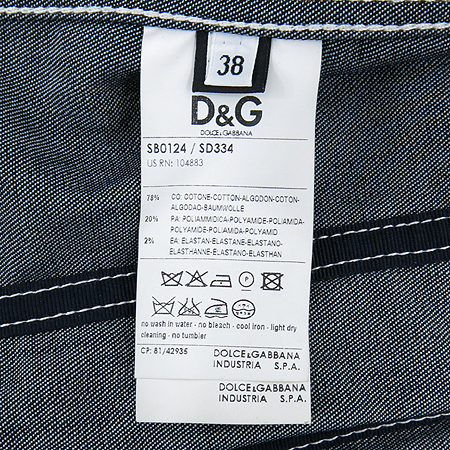 38
D&G
DOLCE & GABBANA
SB0124 / SD334
US RN: 104883
78% CO: COTONE-COTTON-ALGODON-COTON-
ALGODAO-BAUMWOLLE
20% PA: POLIAMMIDICA-POLYAMIDE-POLIAMIDA-
POLYAMIDE-POLIAMIDA-POLYAMID
2% EA: ELASTAN-ELASTANE-ELASTANO-
ELASTHANNE-ELASTANO-ELASTHAN
no wash in water - no bleach - cool iron - light dry
cleaning - no tumbler
CP: 81/42935 DOLCE&GABBANA
INDUSTRIA S.P.A.
DOLCE&GABBANA
INDUSTRIA S.P.A.